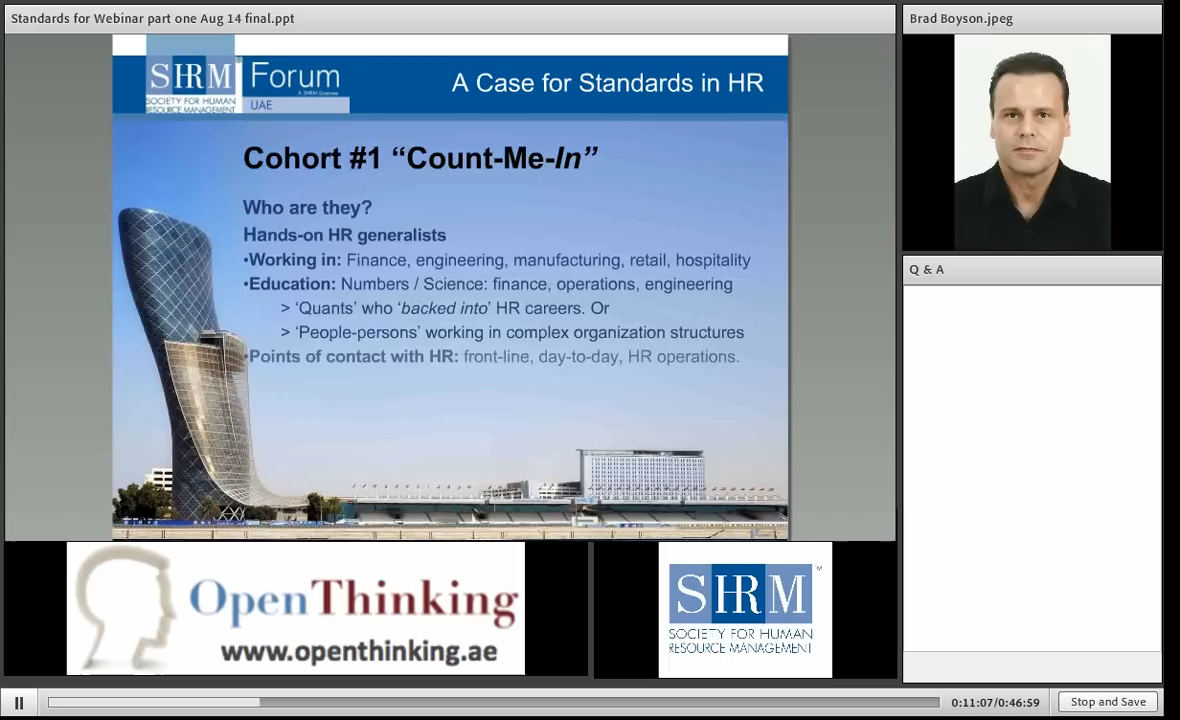 Standards for Webinar part one Aug 14 final.ppt
SHRM
SOCIETY FOR HUMAN
RESOURCE MANAGEMENT
Forum
UAE
A Case for Standards in HR
Cohort #1 “Count-Me-In”
Who are they?
Hands-on HR generalists
•Working in: Finance, engineering, manufacturing, retail, hospitality
•Education: Numbers / Science: finance, operations, engineering
> ‘Quants’ who ‘backed into’ HR careers. Or
> ‘People-persons’ working in complex organization structures
•Points of contact with HR: front-line, day-to-day, HR operations.
OpenThinking
www.openthinking.ae
SHRM™
SOCIETY FOR HUMAN
RESOURCE MANAGEMENT
Brad Boyson.jpeg
Q & A
0:11:07/0:46:59
Stop and Save